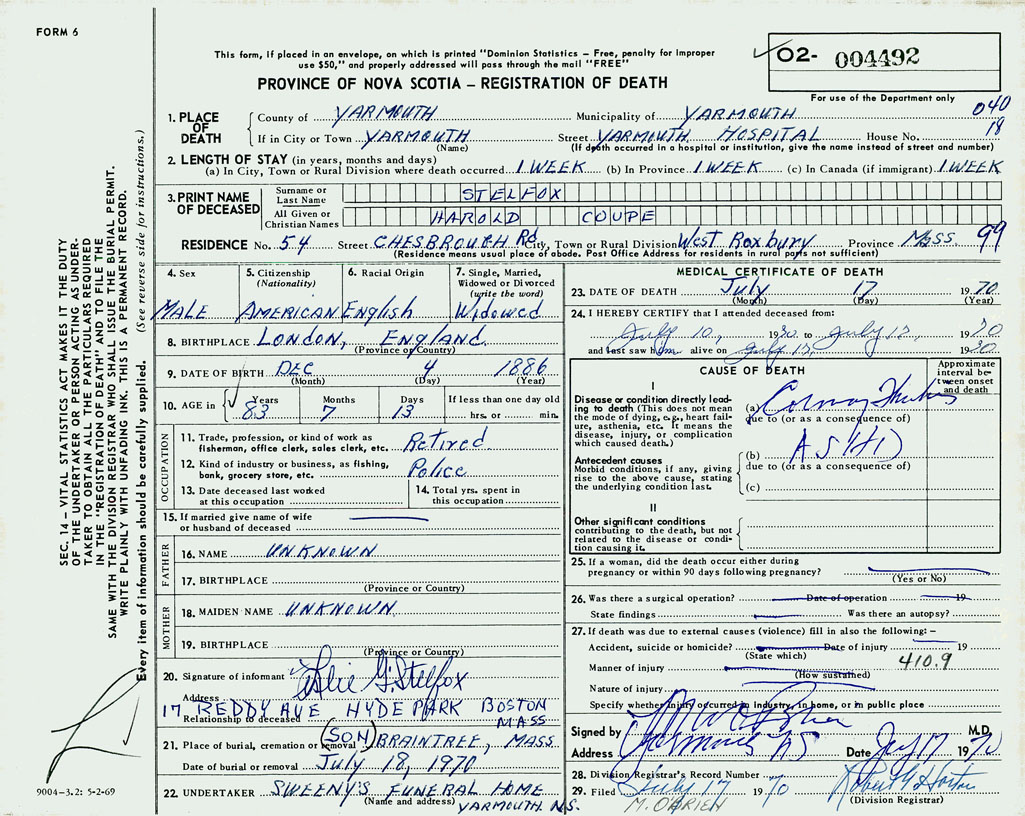 FORM 6
This form, if placed in an envelope, on which is printed "Dominion Statistics – Free, penalty for improper
use $50," and properly addressed will pass through the mail "FREE"
PROVINCE OF NOVA SCOTIA – REGISTRATION OF DEATH
02- 004492
For use of the Department only
SEC. 14 – VITAL STATISTICS ACT MAKES IT THE DUTY
OF THE UNDERTAKER OR PERSON ACTING AS UNDER-
TAKER TO OBTAIN ALL THE PARTICULARS REQUIRED
IN THE "REGISTRATION OF DEATH" AND TO FILE THE
SAME WITH THE DIVISION REGISTRAR WHO SHALL ISSUE THE BURIAL PERMIT.
WRITE PLAINLY WITH UNFADING INK. THIS IS A PERMANENT RECORD.
Every item of information should be carefully supplied. (See reverse side for instructions.)
1. PLACE OF DEATH
County of YARMOUTH Municipality of YARMOUTH 040
If in City or Town YARMOUTH Street YARMOUTH HOSPITAL House No. 18
(Name) (If death occurred in a hospital or institution, give the name instead of street and number)
2. LENGTH OF STAY (in years, months and days)
(a) In City, Town or Rural Division where death occurred 1 WEEK (b) In Province 1 WEEK (c) In Canada (if immigrant) 1 WEEK
3. PRINT NAME OF DECEASED
Surname or Last Name STELFOX
All Given or Christian Names HAROLD COUPE
RESIDENCE No. 54 Street CHESBROUGH Rd City, Town or Rural Division West Roxbury Province Mass. 99
(Residence means usual place of abode. Post Office Address for residents in rural parts not sufficient)
4. Sex
MALE
5. Citizenship
(Nationality)
AMERICAN
6. Racial Origin
English
7. Single, Married,
Widowed or Divorced
(write the word)
Widowed
8. BIRTHPLACE LONDON, ENGLAND.
(Province or Country)
9. DATE OF BIRTH DEC 4 1886
(Month) (Day) (Year)
10. AGE in Years Months Days If less than one day old
83 7 13 hrs. or min.
OCCUPATION
11. Trade, profession, or kind of work as
fisherman, office clerk, sales clerk, etc. Retired.
12. Kind of industry or business, as fishing,
bank, grocery store, etc. Police
13. Date deceased last worked
at this occupation
14. Total yrs. spent in
this occupation
15. If married give name of wife
or husband of deceased
FATHER
16. NAME UNKNOWN
17. BIRTHPLACE
(Province or Country)
MOTHER
18. MAIDEN NAME UNKNOWN.
19. BIRTHPLACE
(Province or Country)
20. Signature of informant Leslie G. Stelfox
Address
17 REDDY AVE HYDE PARK BOSTON
MASS
Relationship to deceased
(SON)
21. Place of burial, cremation or removal BRAINTREE, MASS
Date of burial or removal July 18, 1970
22. UNDERTAKER SWEENY'S FUNERAL HOME
(Name and address) YARMOUTH N.S.
9004–3.2: 5-2-69
MEDICAL CERTIFICATE OF DEATH
23. DATE OF DEATH July 17 1970
(Month) (Day) (Year)
24. I HEREBY CERTIFY that I attended deceased from:
July 10, to July
and last saw him alive on July
CAUSE OF DEATH
Approximate
interval be-
tween onset
and death
I
Disease or condition directly lead-
ing to death (This does not mean
the mode of dying, e.g., heart fail-
ure, asthenia, etc. It means the
disease, injury, or complication
which caused death.)
(a)
due to (or as a consequence of)
Antecedent causes
Morbid conditions, if any, giving
rise to the above cause, stating
the underlying condition last.
(b) ASHD
due to (or as a consequence of)
(c)
II
Other significant conditions
contributing to the death, but not
related to the disease or condi-
tion causing it.
25. If a woman, did the death occur either during
pregnancy or within 90 days following pregnancy?
(Yes or No)
26. Was there a surgical operation? Date of operation 19
State findings Was there an autopsy?
27. If death was due to external causes (violence) fill in also the following: –
Accident, suicide or homicide? Date of injury 19
(State which) 410.9
Manner of injury
(How sustained)
Nature of injury
Specify whether injury occurred in industry, in home, or in public place
Signed by M.D.
Address Yarmouth NS Date July 17 1970
28. Division Registrar's Record Number
29. Filed July 17 1970
(Division Registrar)
M. O'BRIEN